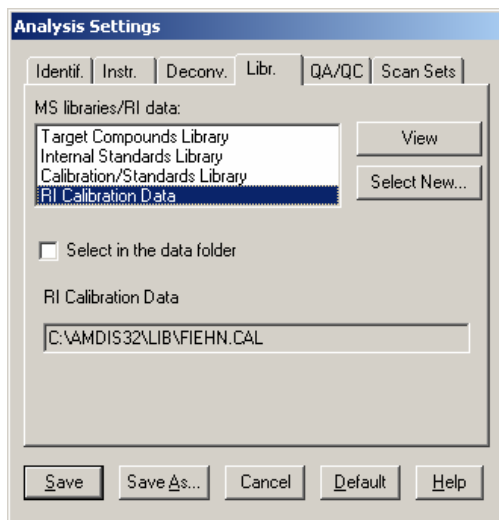 Analysis Settings
Identif. Instr. Deconv. Libr. QA/QC Scan Sets
MS libraries/RI data:
Target Compounds Library
Internal Standards Library
Calibration/Standards Library
RI Calibration Data
View
Select New...
Select in the data folder
RI Calibration Data
C:\AMDIS32\LIB\FIEHN.CAL
Save Save As... Cancel Default Help